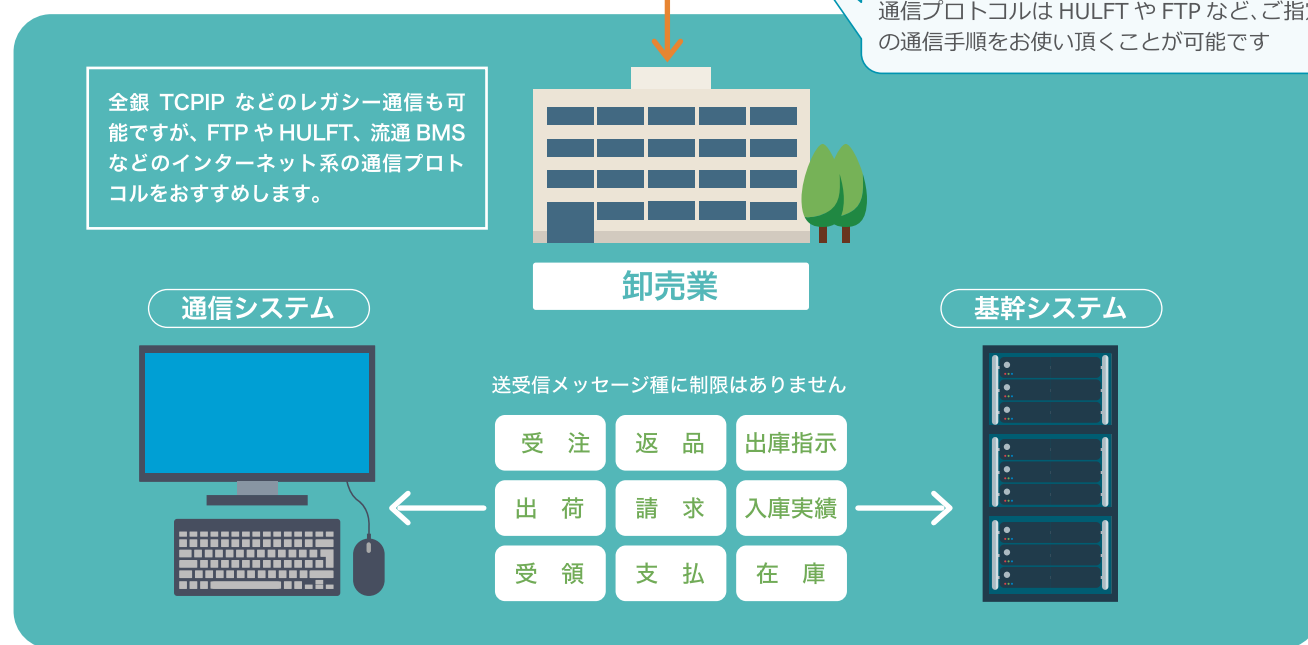 通信プロトコルは HULFT や FTP など、ご指
の通信手順をお使い頂くことが可能です
全銀 TCPIP などのレガシー通信も可
能ですが、FTP や HULFT、流通 BMS
などのインターネット系の通信プロト
コルをおすすめします。
卸売業
通信システム
基幹システム
送受信メッセージ種に制限はありません
受 注 返 品 出庫指示
出 荷 請 求 入庫実績
受 領 支 払 在 庫